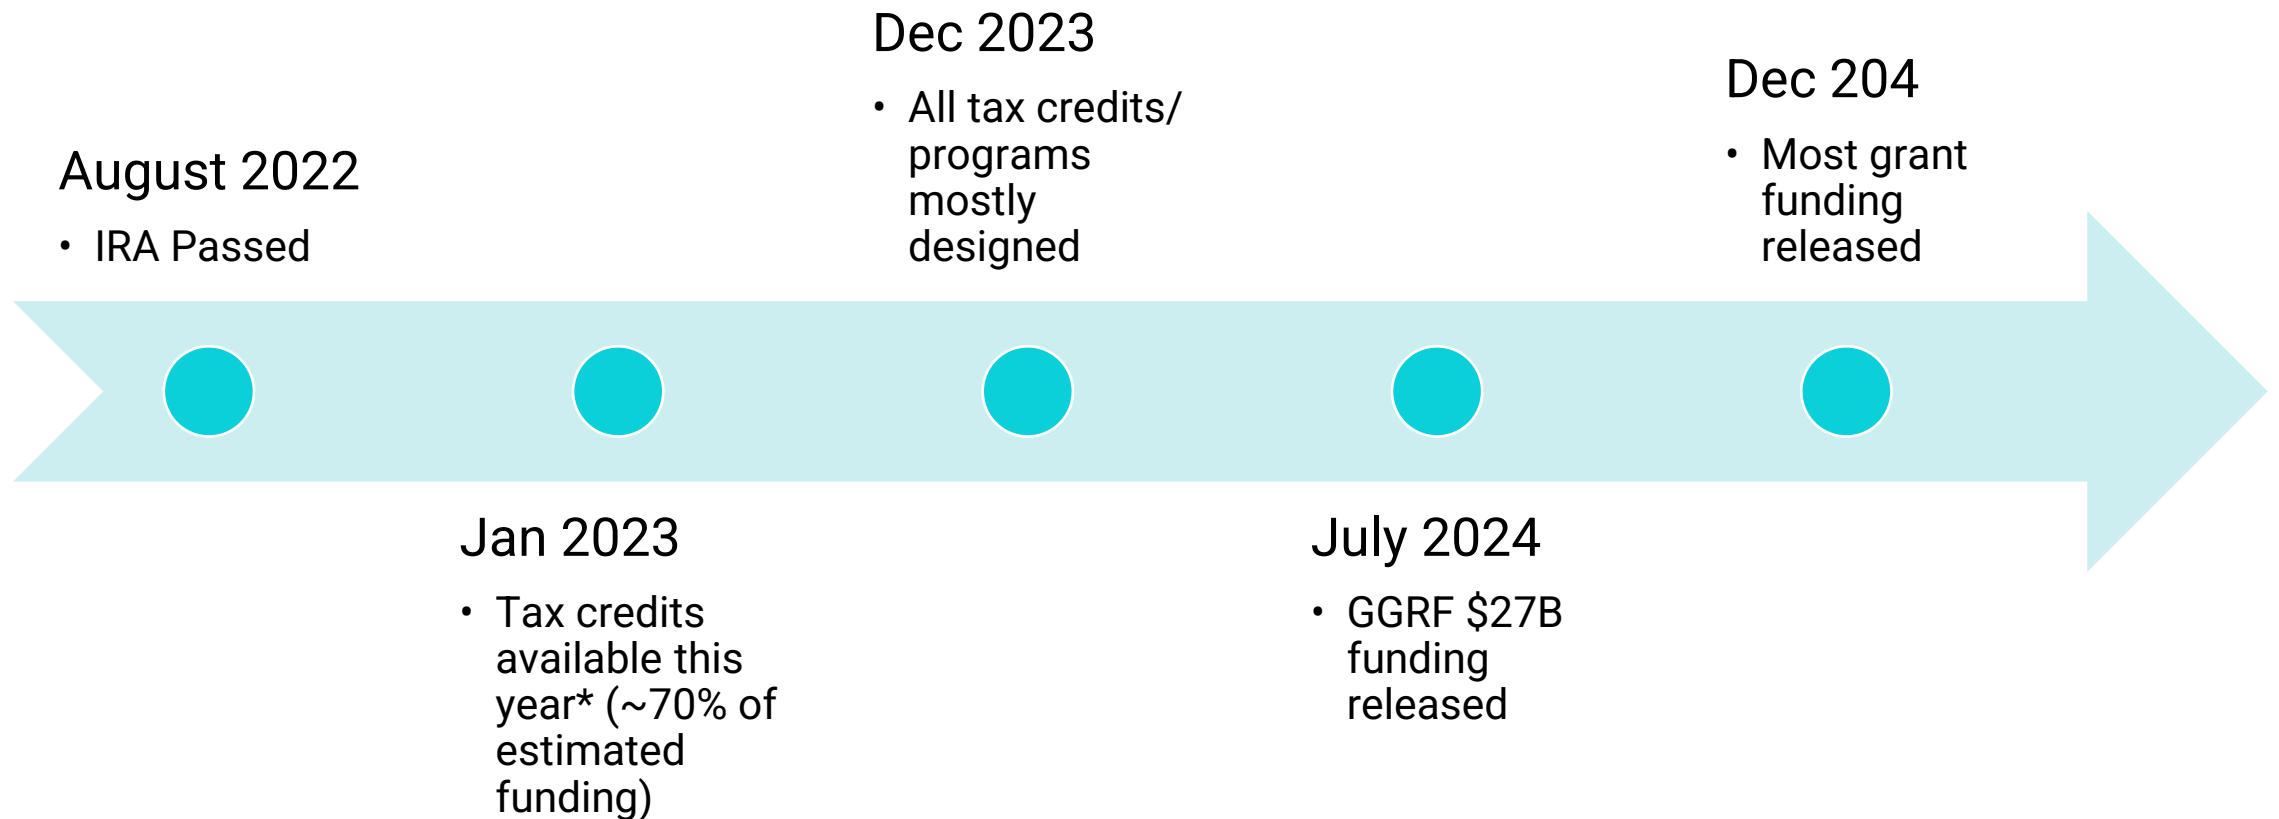 August 2022
• IRA Passed
Jan 2023
• Tax credits
available this
year* (~70% of
estimated
funding)
Dec 2023
• All tax credits/
programs
mostly
designed
July 2024
• GGRF $27B
funding
released
Dec 204
• Most grant
funding
released